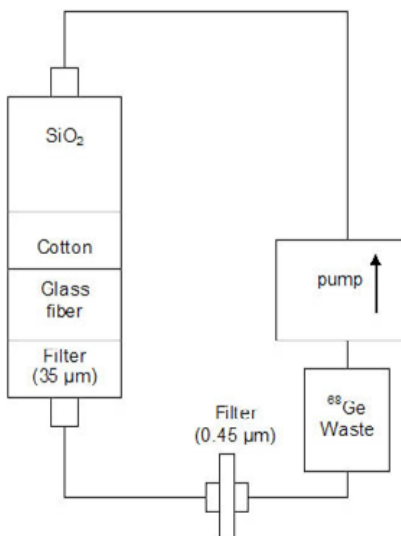 SiO₂
Cotton
Glass
fiber
Filter
(35 µm)
pump
Filter
(0.45 µm)
⁶⁸Ge
Waste